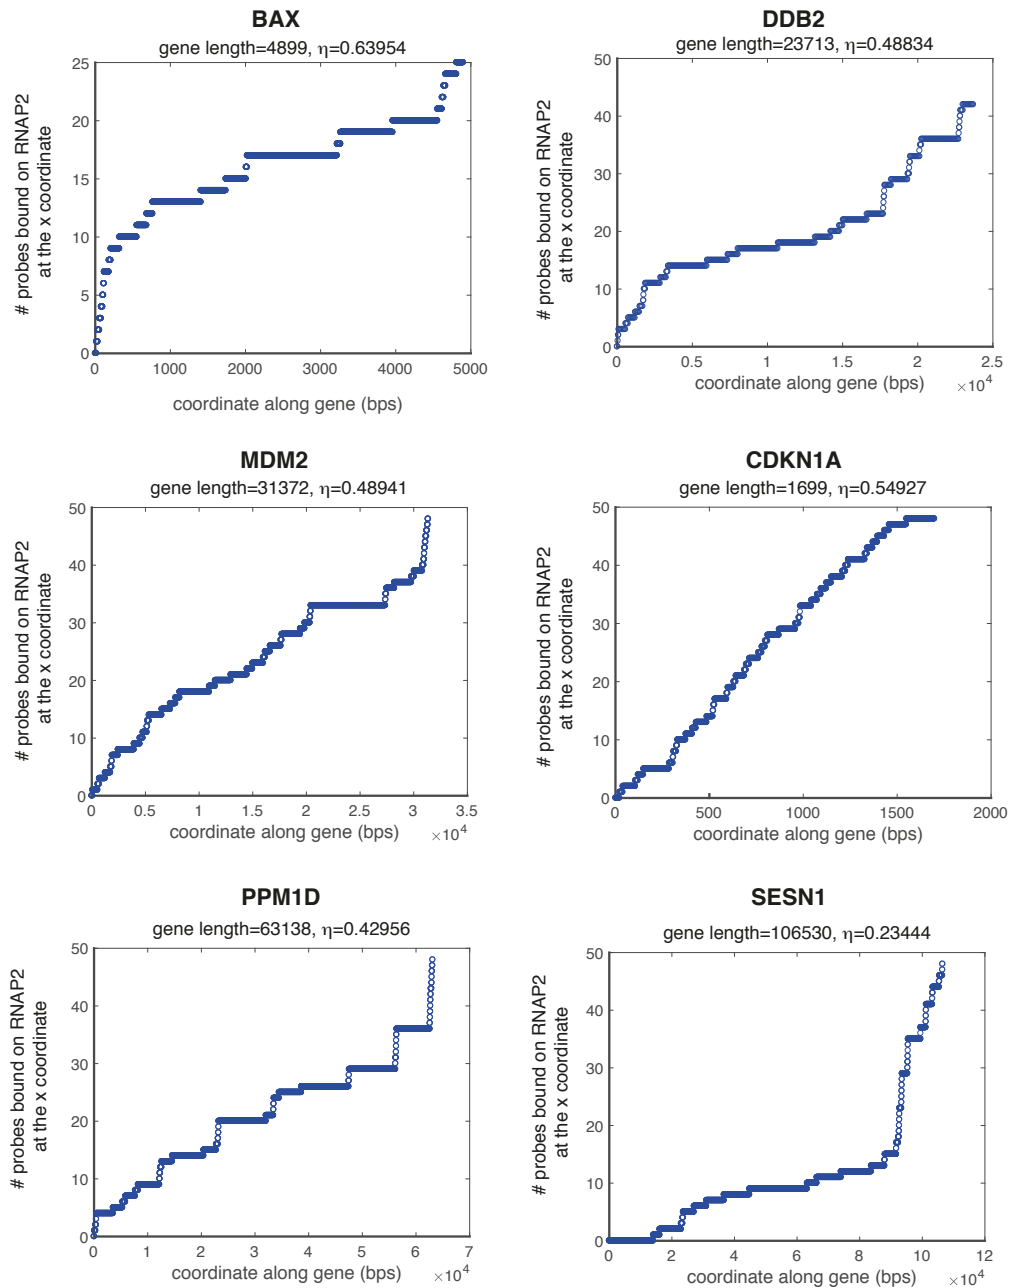 BAX
gene length=4899, η=0.63954
# probes bound on RNAP2
at the x coordinate
25
20
15
10
5
0
0 1000 2000 3000 4000 5000
coordinate along gene (bps)
DDB2
gene length=23713, η=0.48834
# probes bound on RNAP2
at the x coordinate
50
40
30
20
10
0
0 0.5 1 1.5 2 2.5
coordinate along gene (bps) ×10⁴
MDM2
gene length=31372, η=0.48941
# probes bound on RNAP2
at the x coordinate
50
40
30
20
10
0
0 0.5 1 1.5 2 2.5 3 3.5
coordinate along gene (bps) ×10⁴
CDKN1A
gene length=1699, η=0.54927
# probes bound on RNAP2
at the x coordinate
50
40
30
20
10
0
0 500 1000 1500 2000
coordinate along gene (bps)
PPM1D
gene length=63138, η=0.42956
# probes bound on RNAP2
at the x coordinate
50
40
30
20
10
0
0 1 2 3 4 5 6 70
coordinate along gene (bps) ×10⁴
SESN1
gene length=106530, η=0.23444
# probes bound on RNAP2
at the x coordinate
50
40
30
20
10
0
0 2 4 6 8 10 120
coordinate along gene (bps) ×10⁴